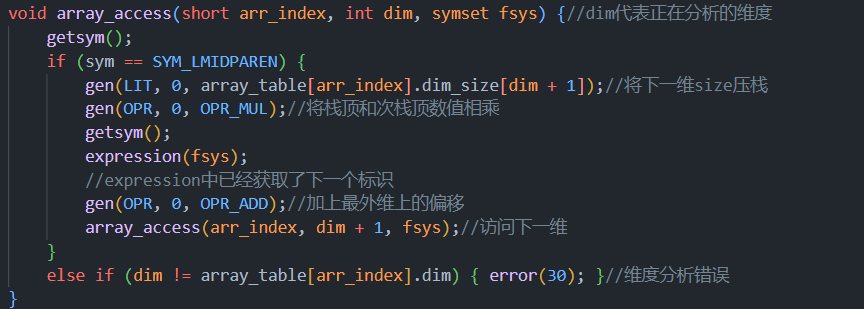 void array_access(short arr_index, int dim, symset fsys) {//dim代表正在分析的维度
    getsym();
    if (sym == SYM_LMIDPAREN) {
        gen(LIT, 0, array_table[arr_index].dim_size[dim + 1]);//将下一维size压栈
        gen(OPR, 0, OPR_MUL);//将栈顶和次栈顶数值相乘
        getsym();
        expression(fsys);
        //expression中已经获取了下一个标识
        gen(OPR, 0, OPR_ADD);//加上最外维上的偏移
        array_access(arr_index, dim + 1, fsys);//访问下一维
    }
    else if (dim != array_table[arr_index].dim) { error(30); }//维度分析错误
}